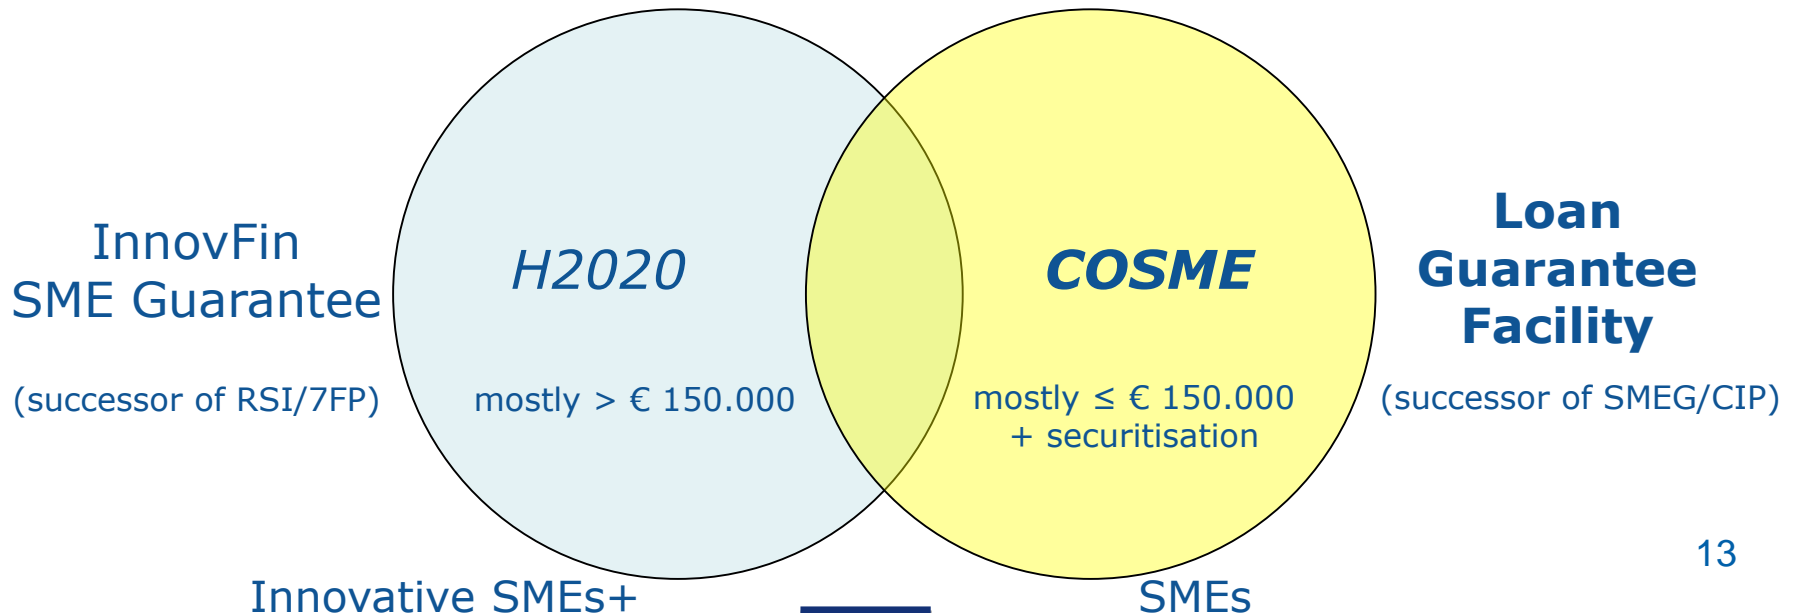 InnovFin
SME Guarantee
(successor of RSI/7FP)
H2020
mostly > € 150.000
COSME
mostly ≤ € 150.000
+ securitisation
Loan
Guarantee
Facility
(successor of SMEG/CIP)
Innovative SMEs+
SMEs
13